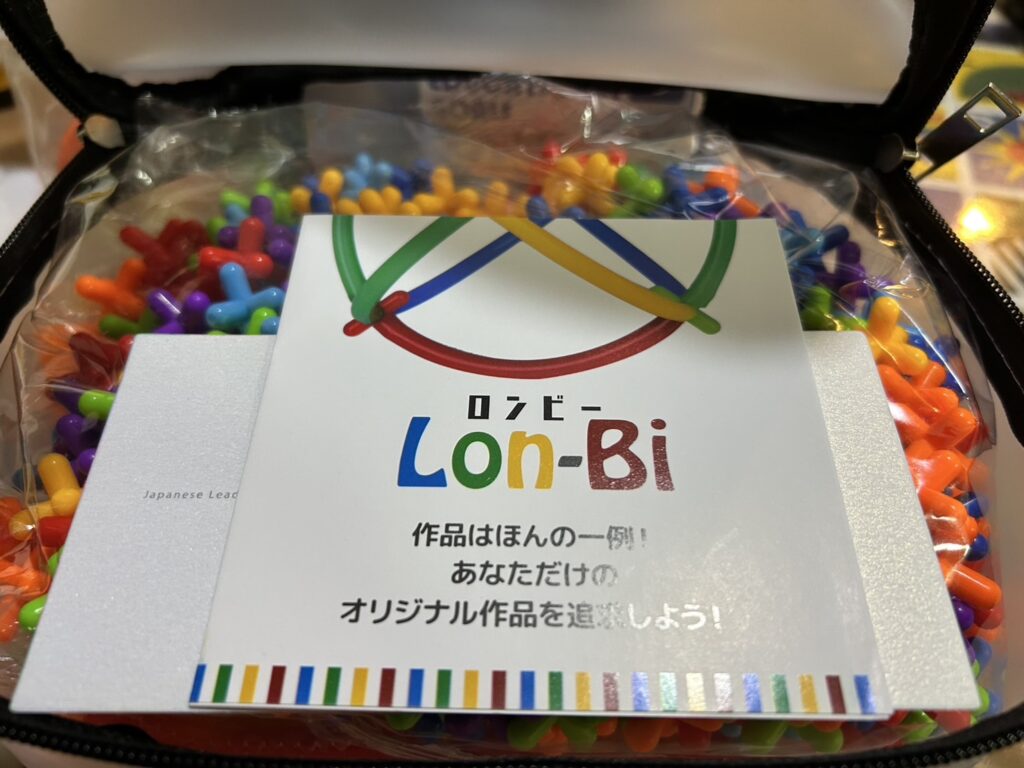 ロンビー
Lon-Bi
作品はほんの一例!
あなただけの
オリジナル作品を追求しよう!
Japanese Lead